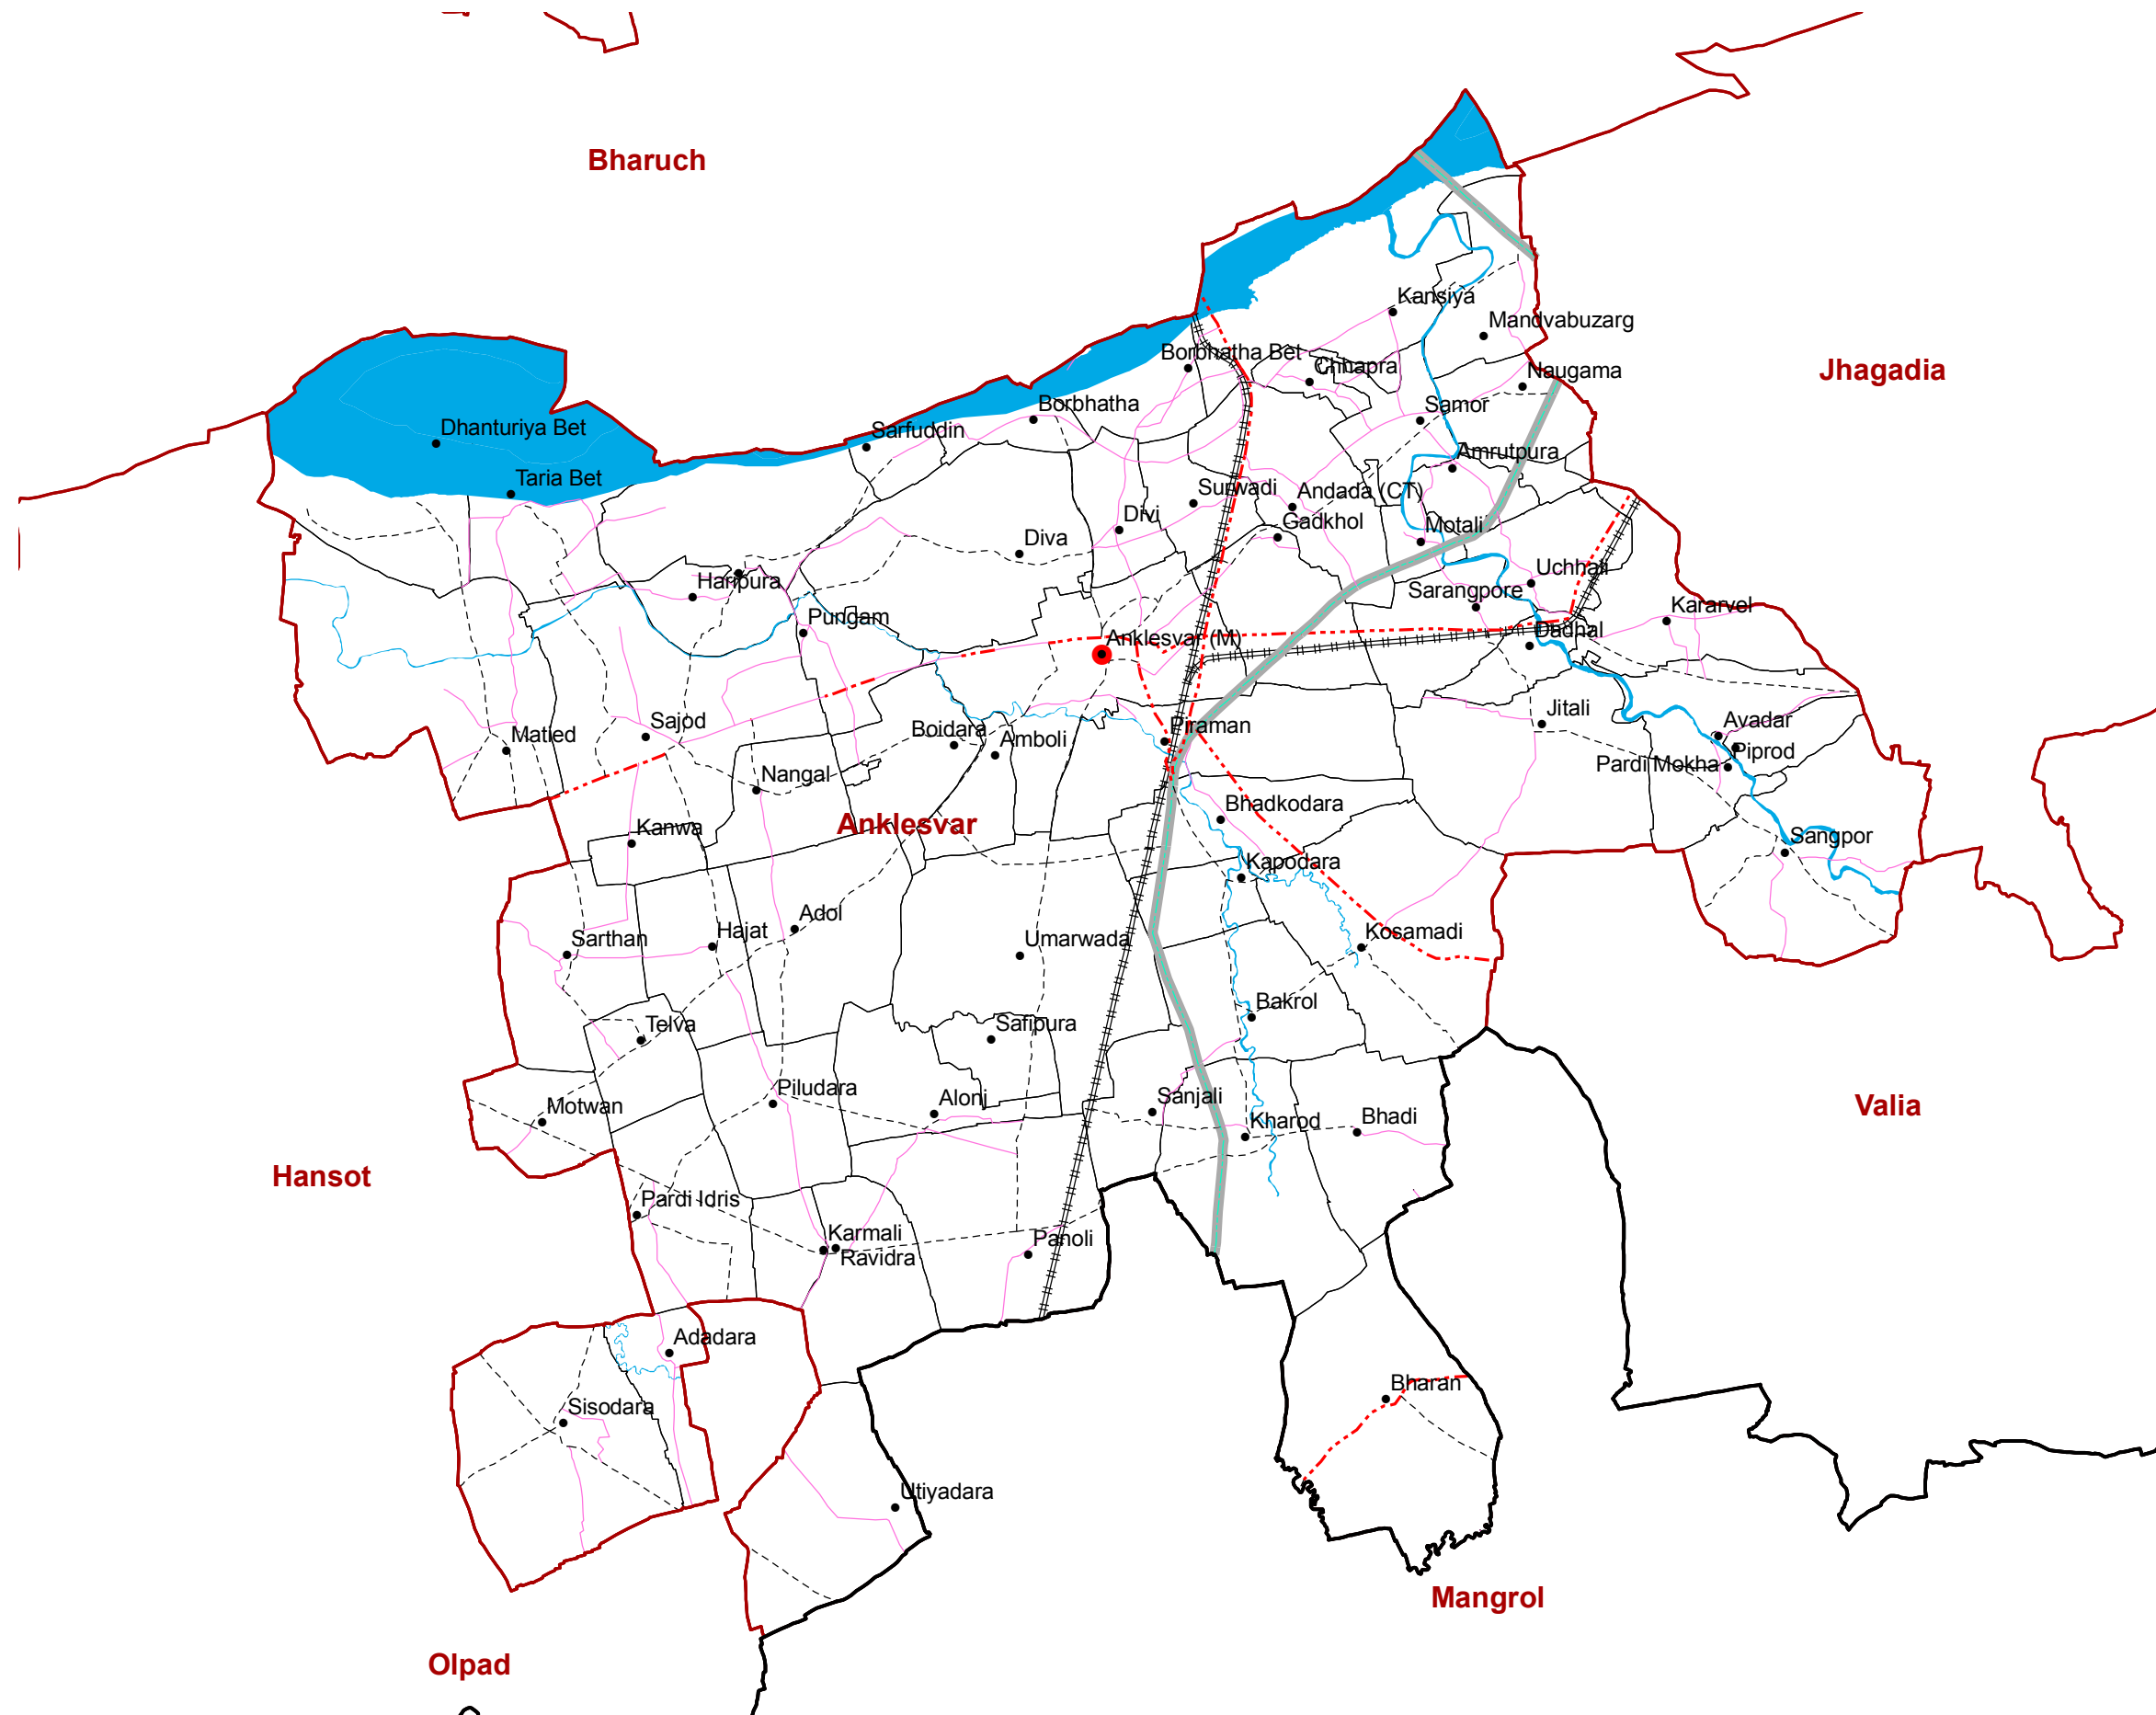 Bharuch
Kansiya
Mandvabuzarg
Borbhatha Bet
Chhapra
Naugama
Jhagadia
Borbhatha
Samor
Dhanturiya Bet
Sarfuddin
Amrutpura
Taria Bet
Surwadi
Andada (CT)
Divi
Gadkhol
Motali
Diva
Haripura
Uchhali
Sarangpore
Kararvel
Pungam
Anklesvar (M)
Dadhal
Matied
Sajod
Boidara
Amboli
Piraman
Jitali
Avadar
Piprod
Pardi Mokha
Nangal
Bhadkodara
Kanwa
Anklesvar
Sangpor
Kapodara
Adol
Sarthan
Hajat
Umarwada
Kosamadi
Bakrol
Telva
Safipura
Piludara
Aloni
Sanjali
Motwan
Kharod
Bhadi
Valia
Hansot
Pardi Idris
Karmali
Ravidra
Panoli
Adadara
Bharan
Sisodara
Utiyadara
Mangrol
Olpad